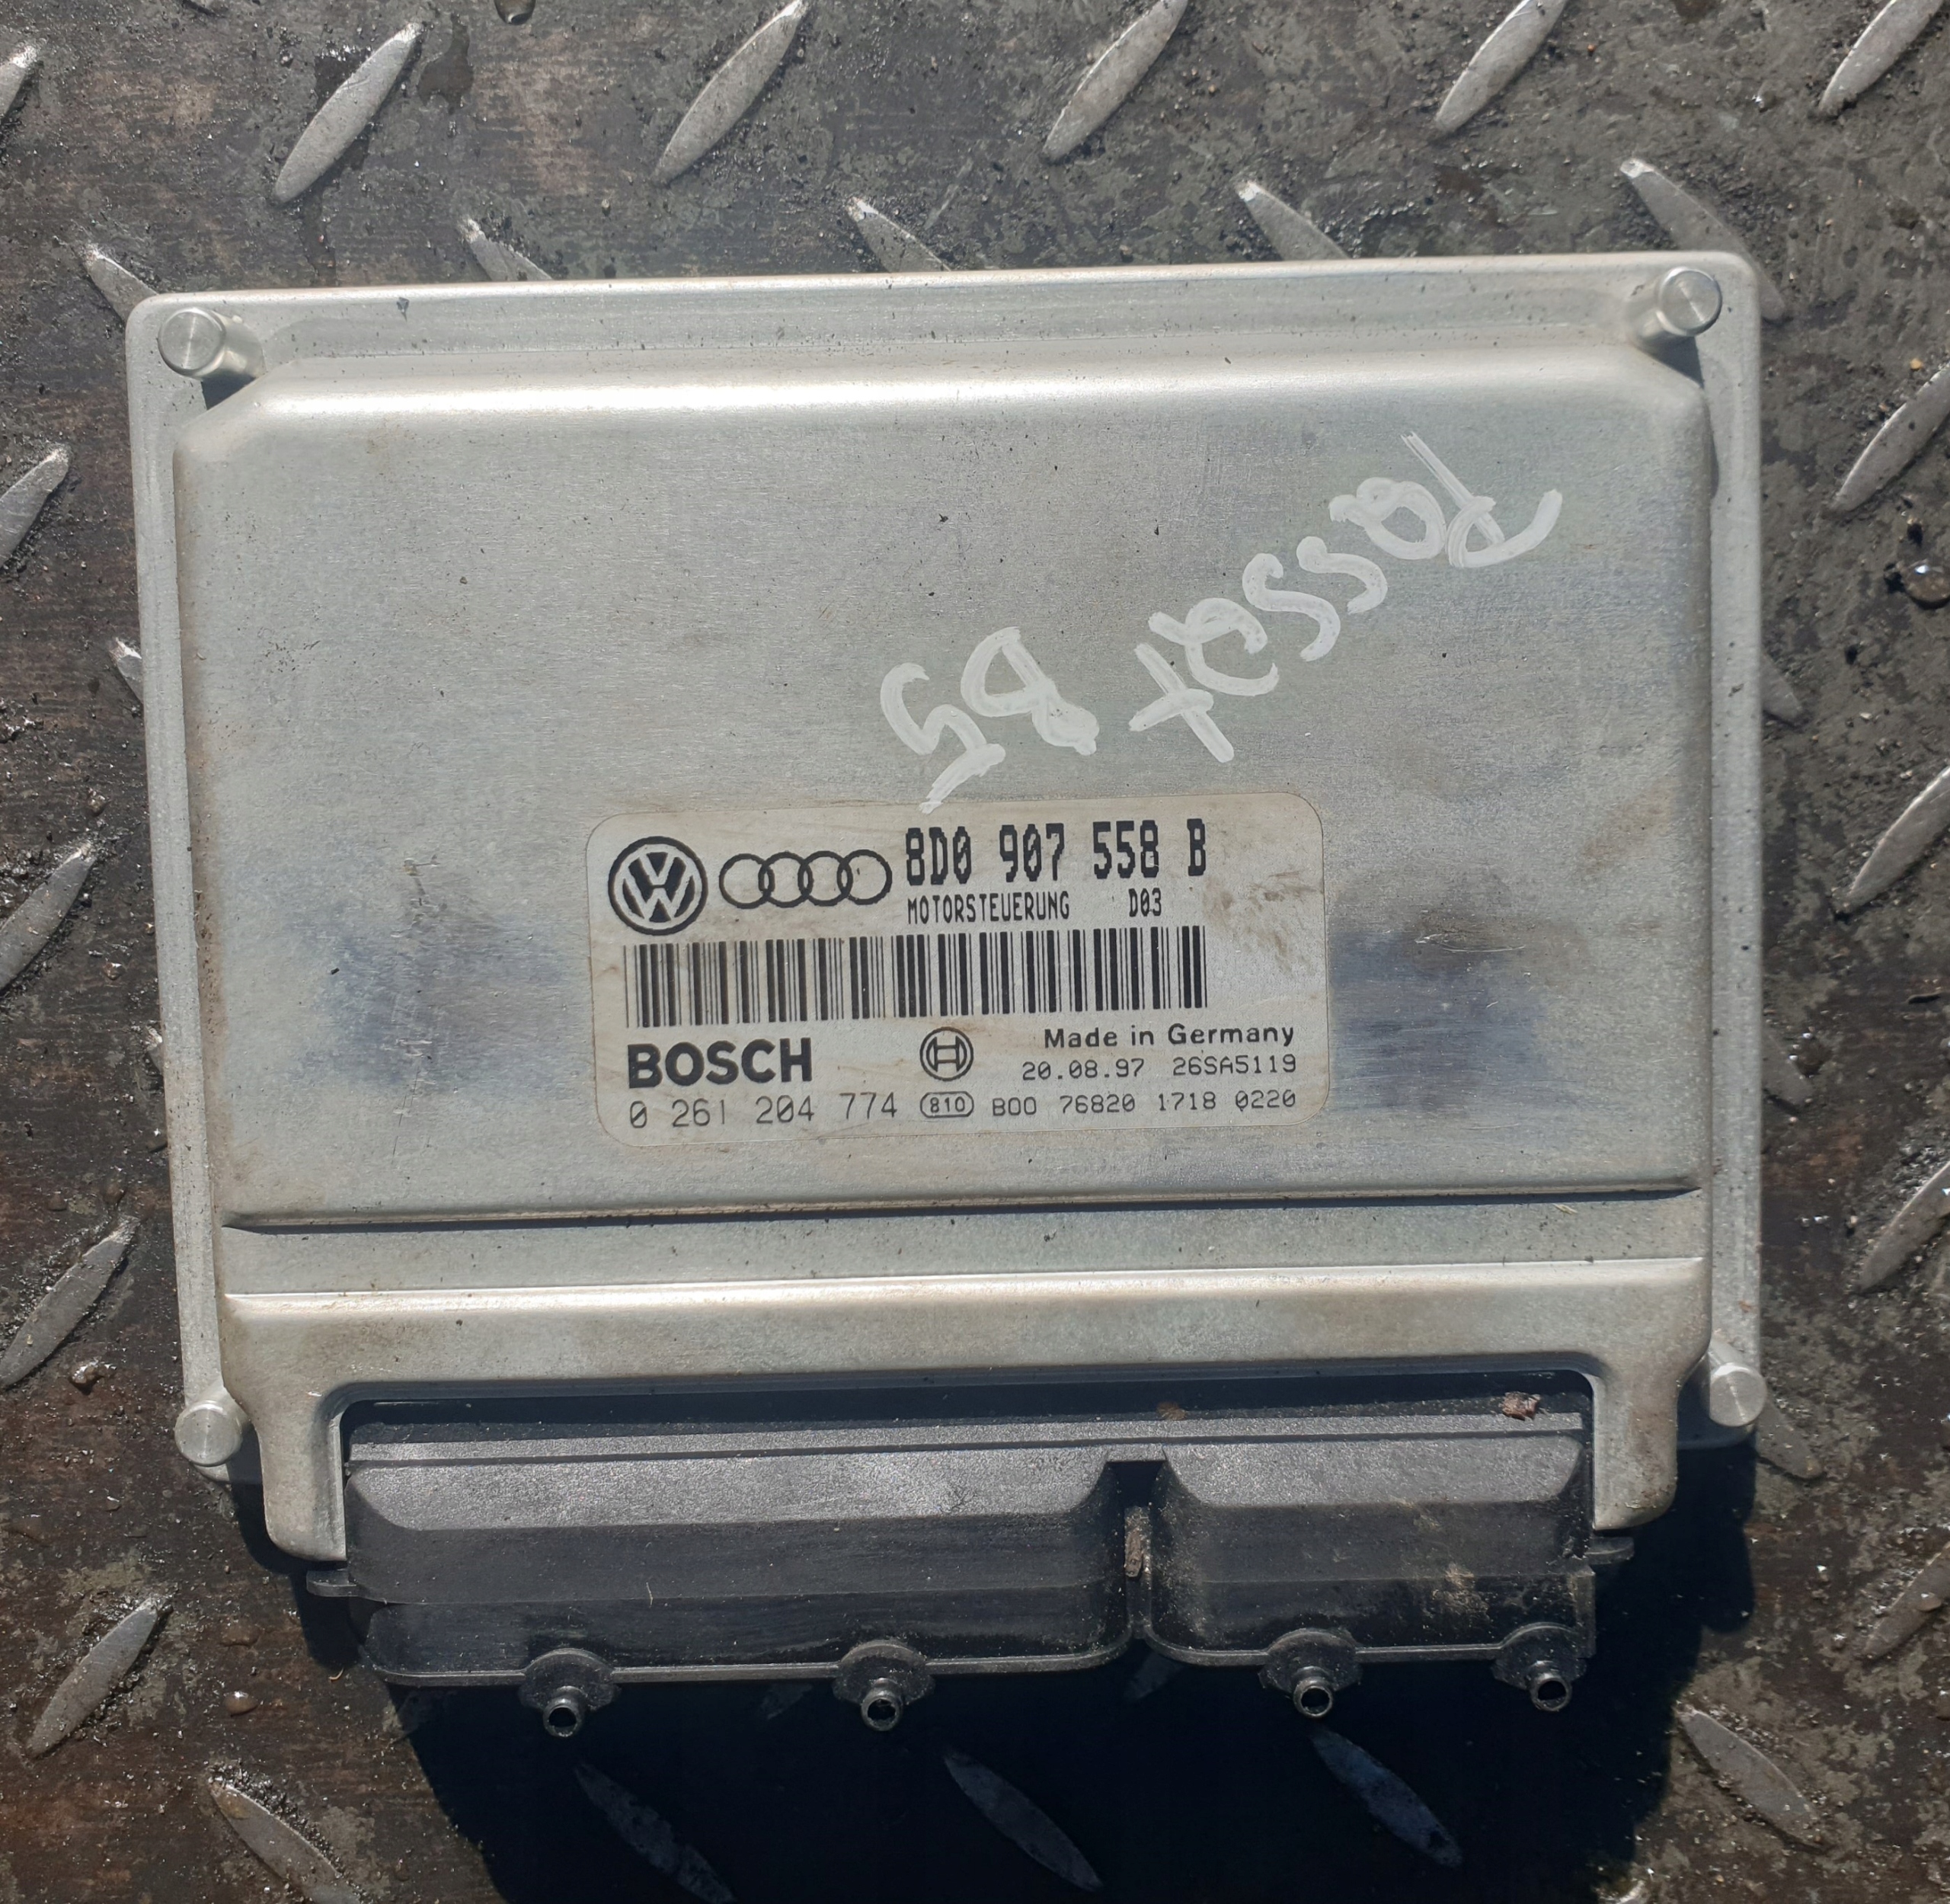 Passat B5
8D0 907 558 B
MOTORSTEUERUNG D03
BOSCH
Made in Germany
20.08.97 26SA5119
0 261 204 774 810 B00 76820 1718 0220